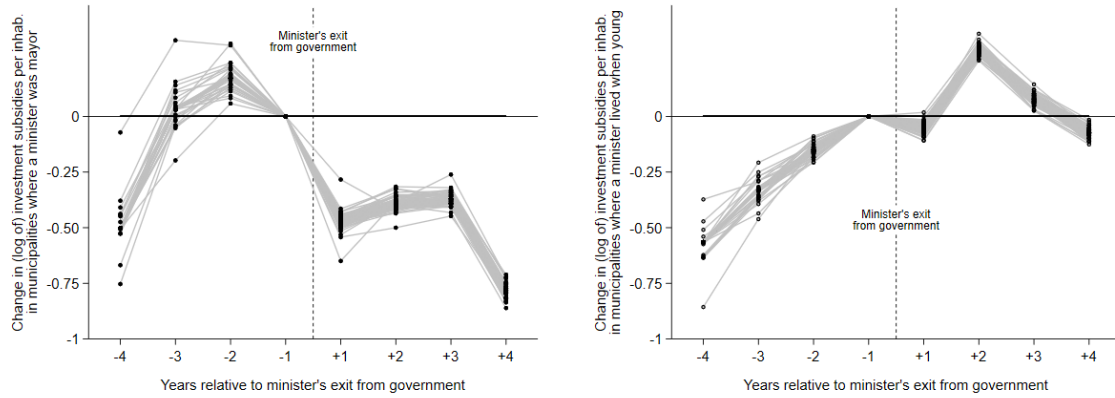 Change in (log of) investment subsidies per inhab.
in municipalities where a minister was mayor
Minister's exit
from government
0
-0.25
-0.50
-0.75
-1
-4
-3
-2
-1
+1
+2
+3
+4
Years relative to minister's exit from government
Change in (log of) investment subsidies per inhab.
in municipalities where a minister lived when young
0
-0.25
-0.50
-0.75
-1
Minister's exit
from government
-4
-3
-2
-1
+1
+2
+3
+4
Years relative to minister's exit from government